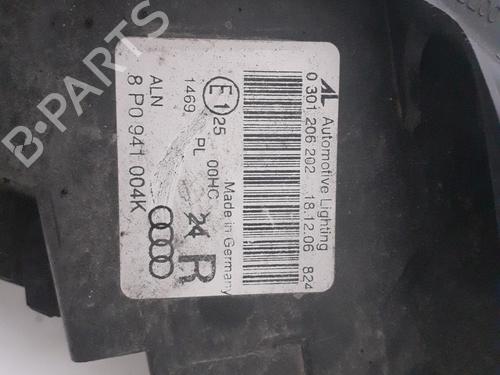 AL Automotive Lighting
0 301 206 202 18.12.06 824
E1 25 Made in Germany
1469 PL 00HC 24 R
ALN
8 P0 941 004K
B-PARTS